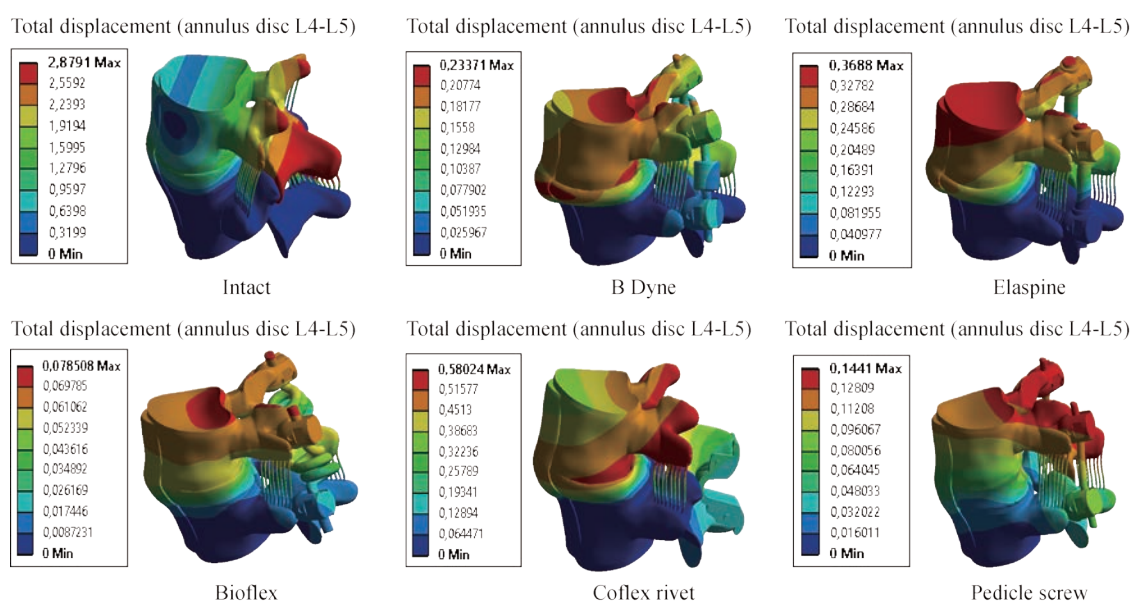 Total displacement (annulus disc L4-L5)
2,8791 Max
2,5592
2,2393
1,9194
1,5995
1,2796
0,9597
0,6398
0,3199
0 Min
Intact
Total displacement (annulus disc L4-L5)
0,23371 Max
0,20774
0,18177
0,1558
0,12984
0,10387
0,077902
0,051935
0,025967
0 Min
B Dyne
Total displacement (annulus disc L4-L5)
0,3688 Max
0,32782
0,28684
0,24586
0,20489
0,16391
0,12293
0,081955
0,040977
0 Min
Elaspine
Total displacement (annulus disc L4-L5)
0,078508 Max
0,069785
0,061062
0,052339
0,043616
0,034892
0,026169
0,017446
0,0087231
0 Min
Bioflex
Total displacement (annulus disc L4-L5)
0,58024 Max
0,51577
0,4513
0,38683
0,32236
0,25789
0,19341
0,12894
0,064471
0 Min
Coflex rivet
Total displacement (annulus disc L4-L5)
0,1441 Max
0,12809
0,11208
0,096067
0,080056
0,064045
0,048033
0,032022
0,016011
0 Min
Pedicle screw